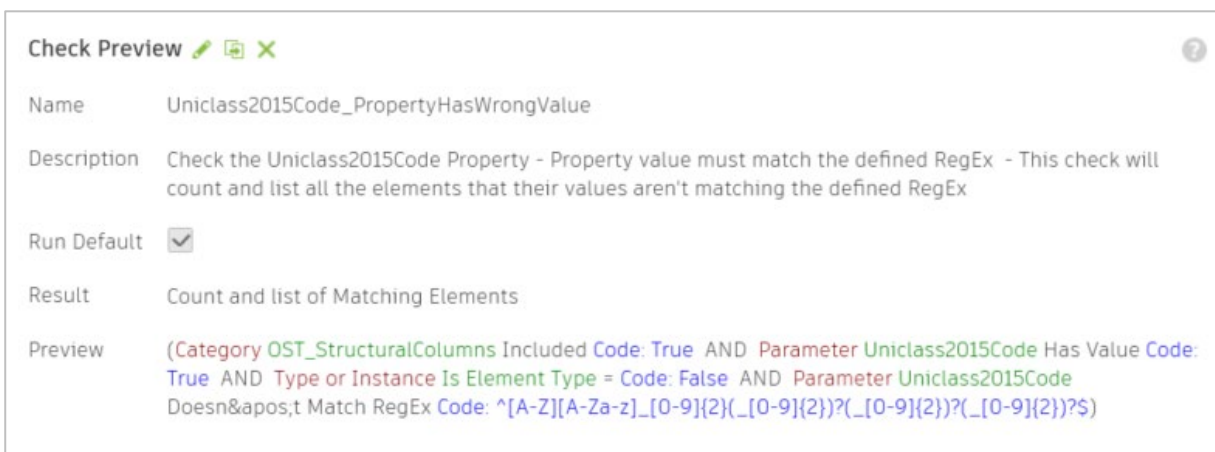 Check Preview
Name Uniclass2015Code_PropertyHasWrongValue
Description Check the Uniclass2015Code Property - Property value must match the defined RegEx - This check will
count and list all the elements that their values aren't matching the defined RegEx
Run Default
Result Count and list of Matching Elements
Preview (Category OST_StructuralColumns Included Code: True AND Parameter Uniclass2015Code Has Value Code:
True AND Type or Instance Is Element Type = Code: False AND Parameter Uniclass2015Code
Doesn&apos;t Match RegEx Code: ^[A-Z][A-Za-z]_[0-9]{2}(_[0-9]{2})?(_[0-9]{2})?(_[0-9]{2})?$)